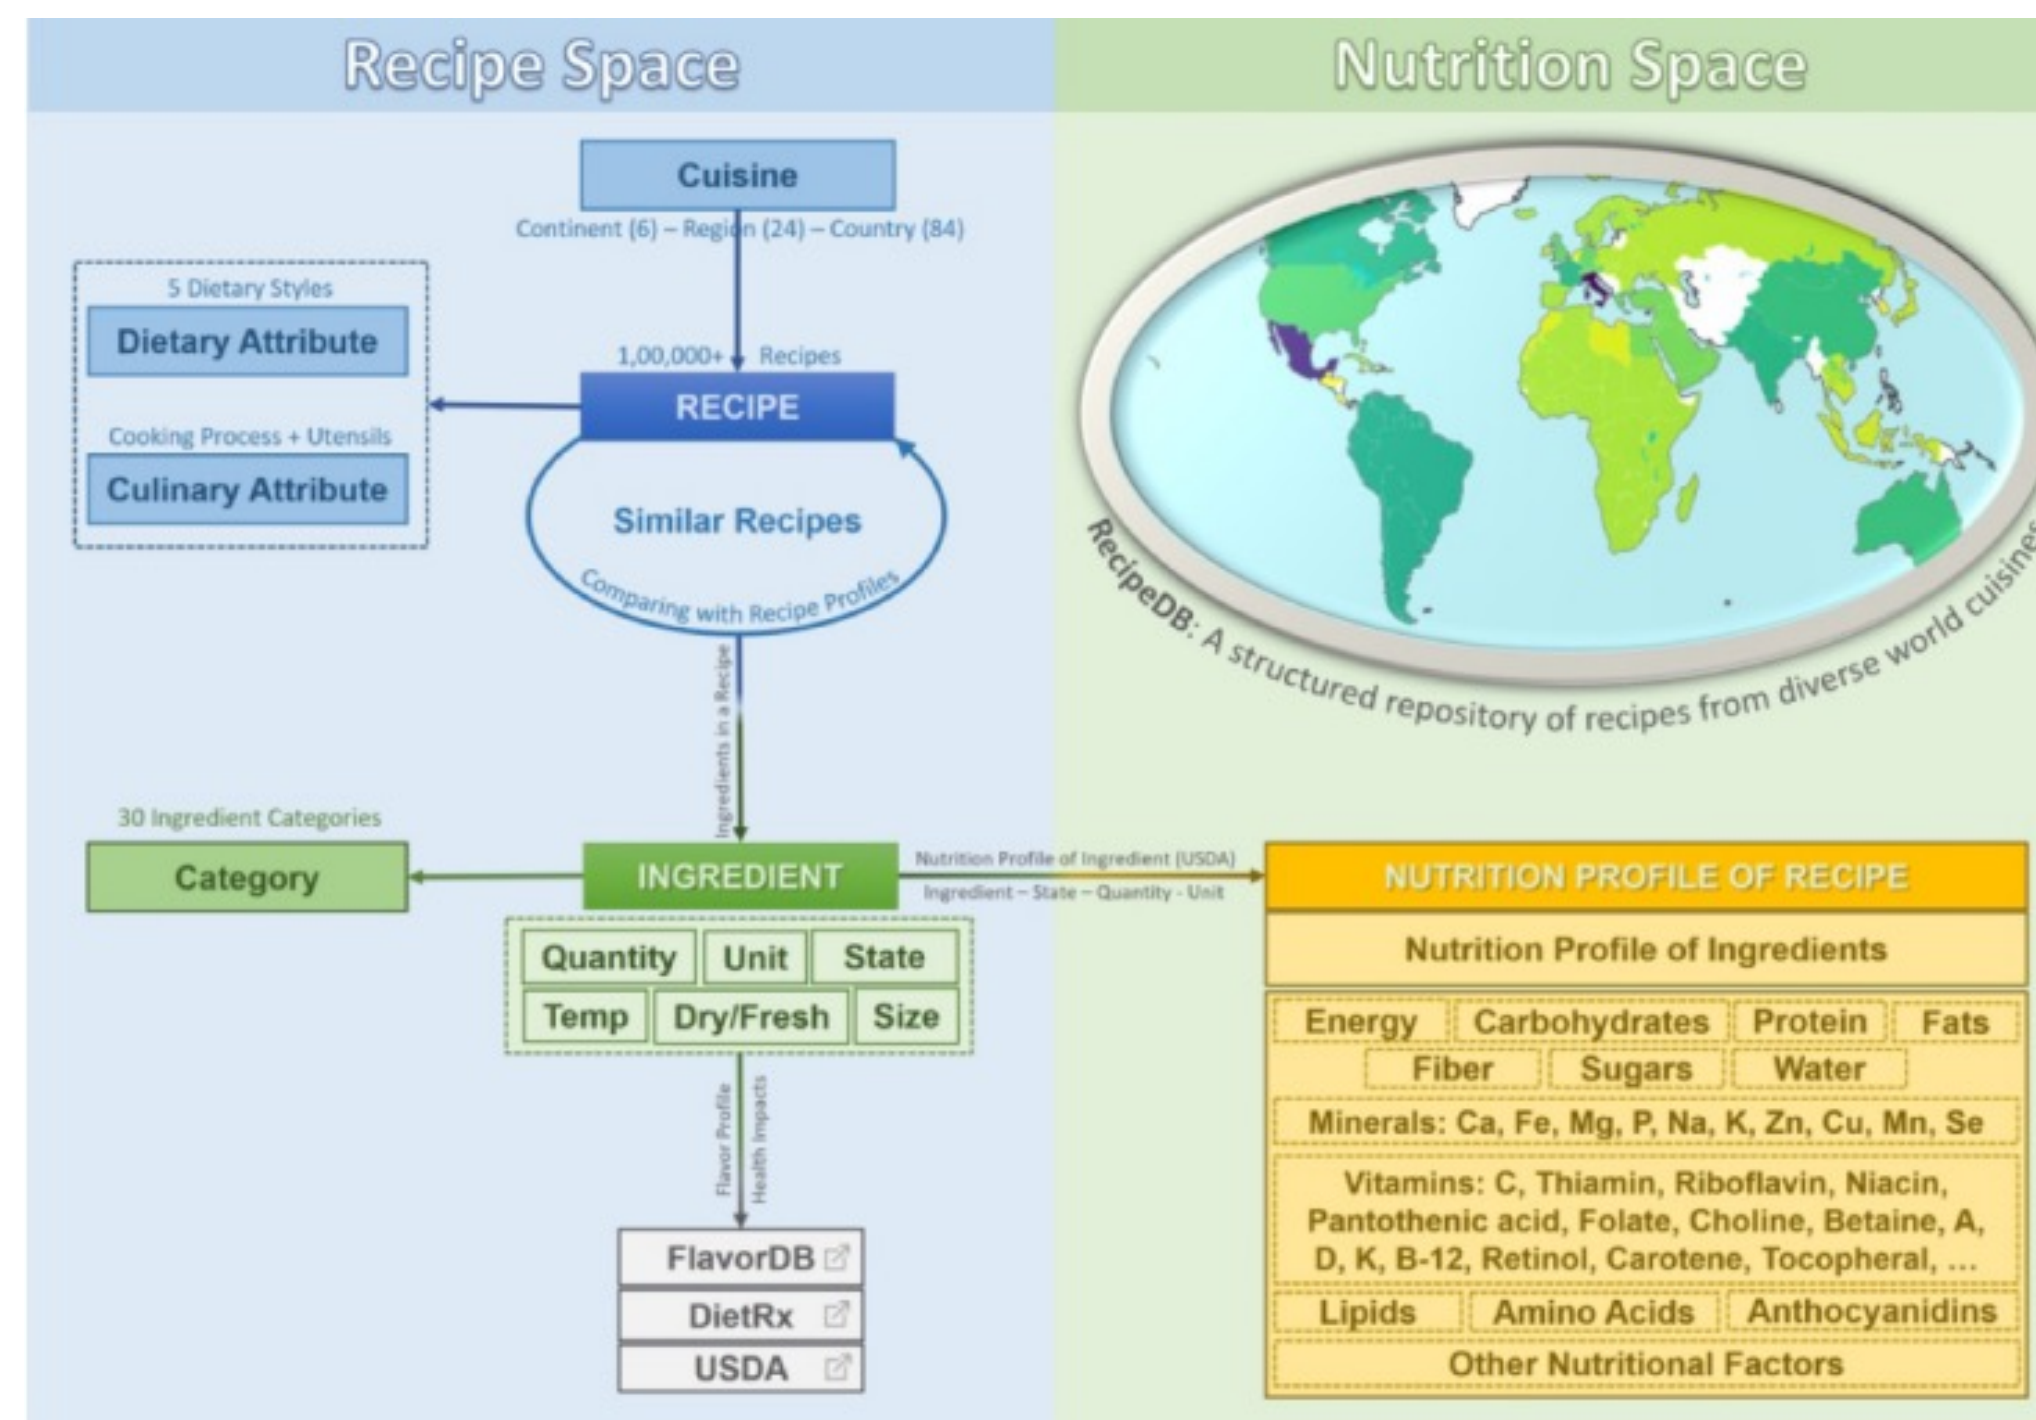 Recipe Space
Nutrition Space
Cuisine
Continent (6) – Region (24) – Country (84)
5 Dietary Styles
Dietary Attribute
Cooking Process + Utensils
Culinary Attribute
1,00,000+ Recipes
RECIPE
Similar Recipes
Comparing with Recipe Profiles
RecipeDB: A structured repository of recipes from diverse world cuisines
Ingredients in a Recipe
30 Ingredient Categories
Category
INGREDIENT
Nutrition Profile of Ingredient (USDA)
Ingredient – State – Quantity - Unit
Quantity Unit State
Temp Dry/Fresh Size
Flavor Profile
Health Impacts
FlavorDB
DietRx
USDA
NUTRITION PROFILE OF RECIPE
Nutrition Profile of Ingredients
Energy Carbohydrates Protein Fats
Fiber Sugars Water
Minerals: Ca, Fe, Mg, P, Na, K, Zn, Cu, Mn, Se
Vitamins: C, Thiamin, Riboflavin, Niacin,
Pantothenic acid, Folate, Choline, Betaine, A,
D, K, B-12, Retinol, Carotene, Tocopheral, ...
Lipids Amino Acids Anthocyanidins
Other Nutritional Factors